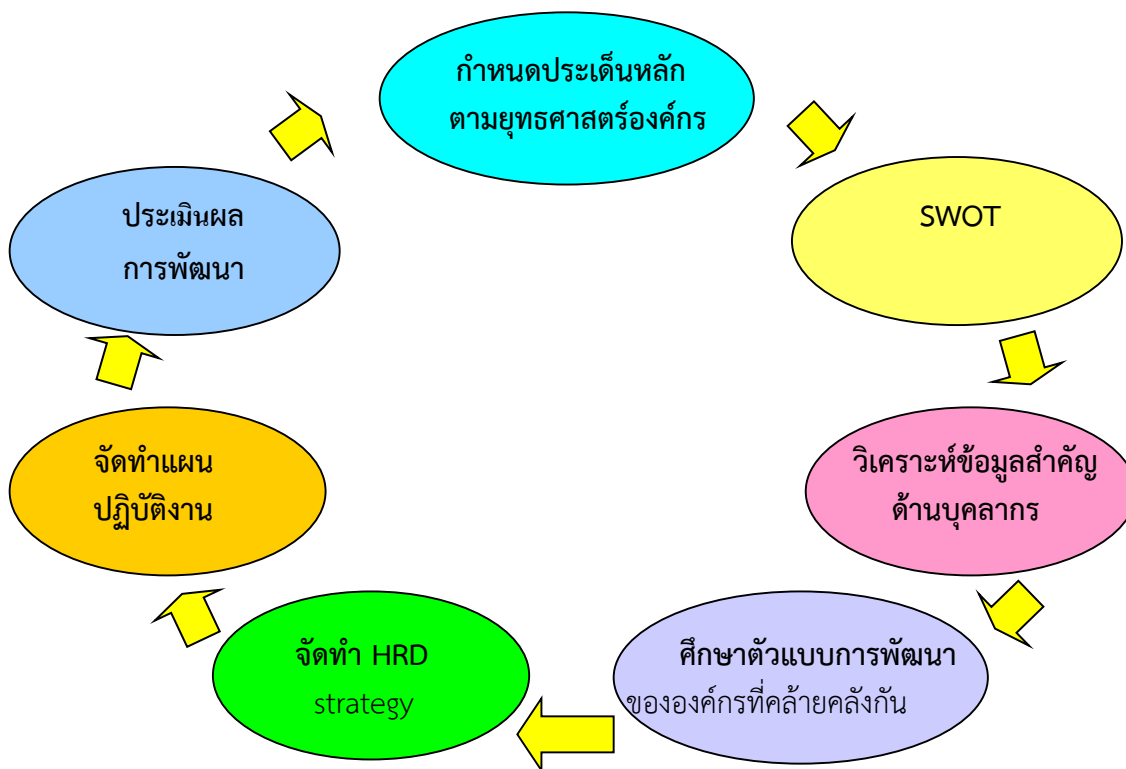 กำหนดประเด็นหลัก
ตามยุทธศาสตร์องค์กร
SWOT
วิเคราะห์ข้อมูลสำคัญ
ด้านบุคลากร
ศึกษาตัวแบบการพัฒนา
ขององค์กรที่คล้ายคลังกัน
จัดทำ HRD
strategy
จัดทำแผน
ปฏิบัติงาน
ประเมินผล
การพัฒนา